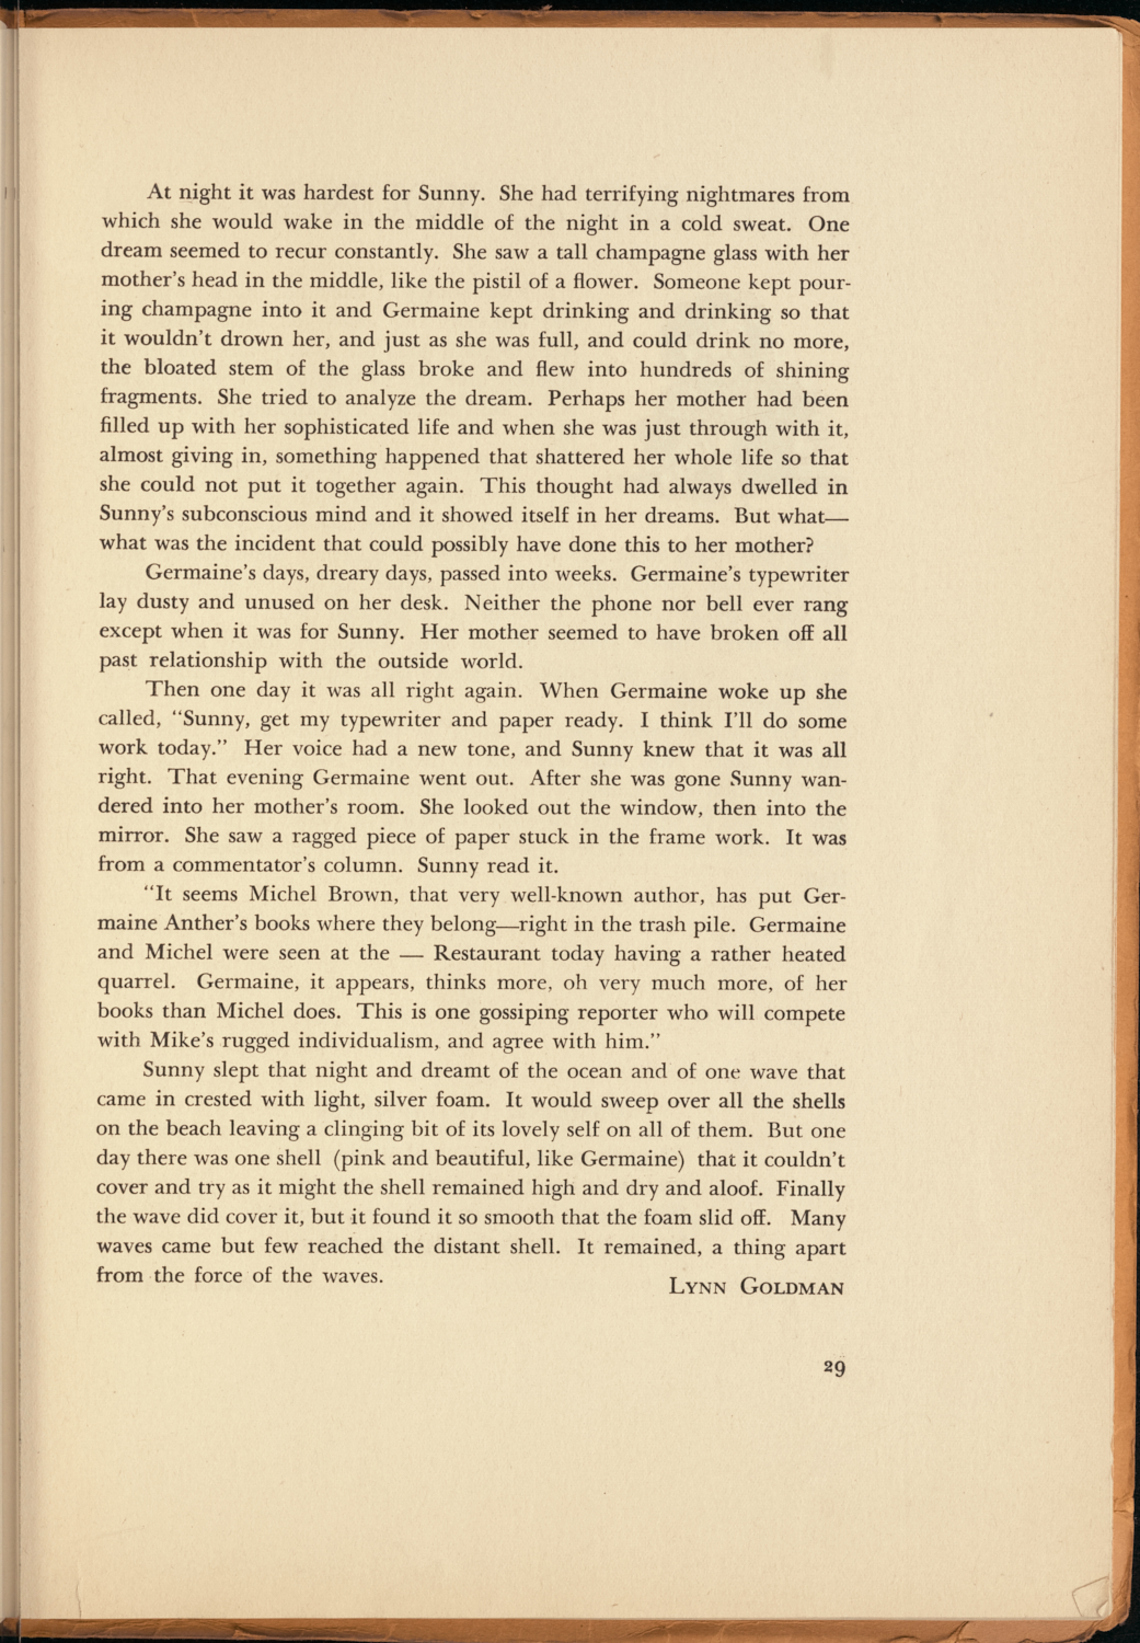 At night it was hardest for Sunny. She had terrifying nightmares from
which she would wake in the middle of the night in a cold sweat. One
dream seemed to recur constantly. She saw a tall champagne glass with her
mother's head in the middle, like the pistil of a flower. Someone kept pour-
ing champagne into it and Germaine kept drinking and drinking so that
it wouldn't drown her, and just as she was full, and could drink no more,
the bloated stem of the glass broke and flew into hundreds of shining
fragments. She tried to analyze the dream. Perhaps her mother had been
filled up with her sophisticated life and when she was just through with it,
almost giving in, something happened that shattered her whole life so that
she could not put it together again. This thought had always dwelled in
Sunny's subconscious mind and it showed itself in her dreams. But what—
what was the incident that could possibly have done this to her mother?
Germaine's days, dreary days, passed into weeks. Germaine's typewriter
lay dusty and unused on her desk. Neither the phone nor bell ever rang
except when it was for Sunny. Her mother seemed to have broken off all
past relationship with the outside world.
Then one day it was all right again. When Germaine woke up she
called, "Sunny, get my typewriter and paper ready. I think I'll do some
work today." Her voice had a new tone, and Sunny knew that it was all
right. That evening Germaine went out. After she was gone Sunny wan-
dered into her mother's room. She looked out the window, then into the
mirror. She saw a ragged piece of paper stuck in the frame work. It was
from a commentator's column. Sunny read it.
"It seems Michel Brown, that very well-known author, has put Ger-
maine Anther's books where they belong—right in the trash pile. Germaine
and Michel were seen at the — Restaurant today having a rather heated
quarrel. Germaine, it appears, thinks more, oh very much more, of her
books than Michel does. This is one gossiping reporter who will compete
with Mike's rugged individualism, and agree with him."
Sunny slept that night and dreamt of the ocean and of one wave that
came in crested with light, silver foam. It would sweep over all the shells
on the beach leaving a clinging bit of its lovely self on all of them. But one
day there was one shell (pink and beautiful, like Germaine) that it couldn't
cover and try as it might the shell remained high and dry and aloof. Finally
the wave did cover it, but it found it so smooth that the foam slid off. Many
waves came but few reached the distant shell. It remained, a thing apart
from the force of the waves.
LYNN GOLDMAN
29